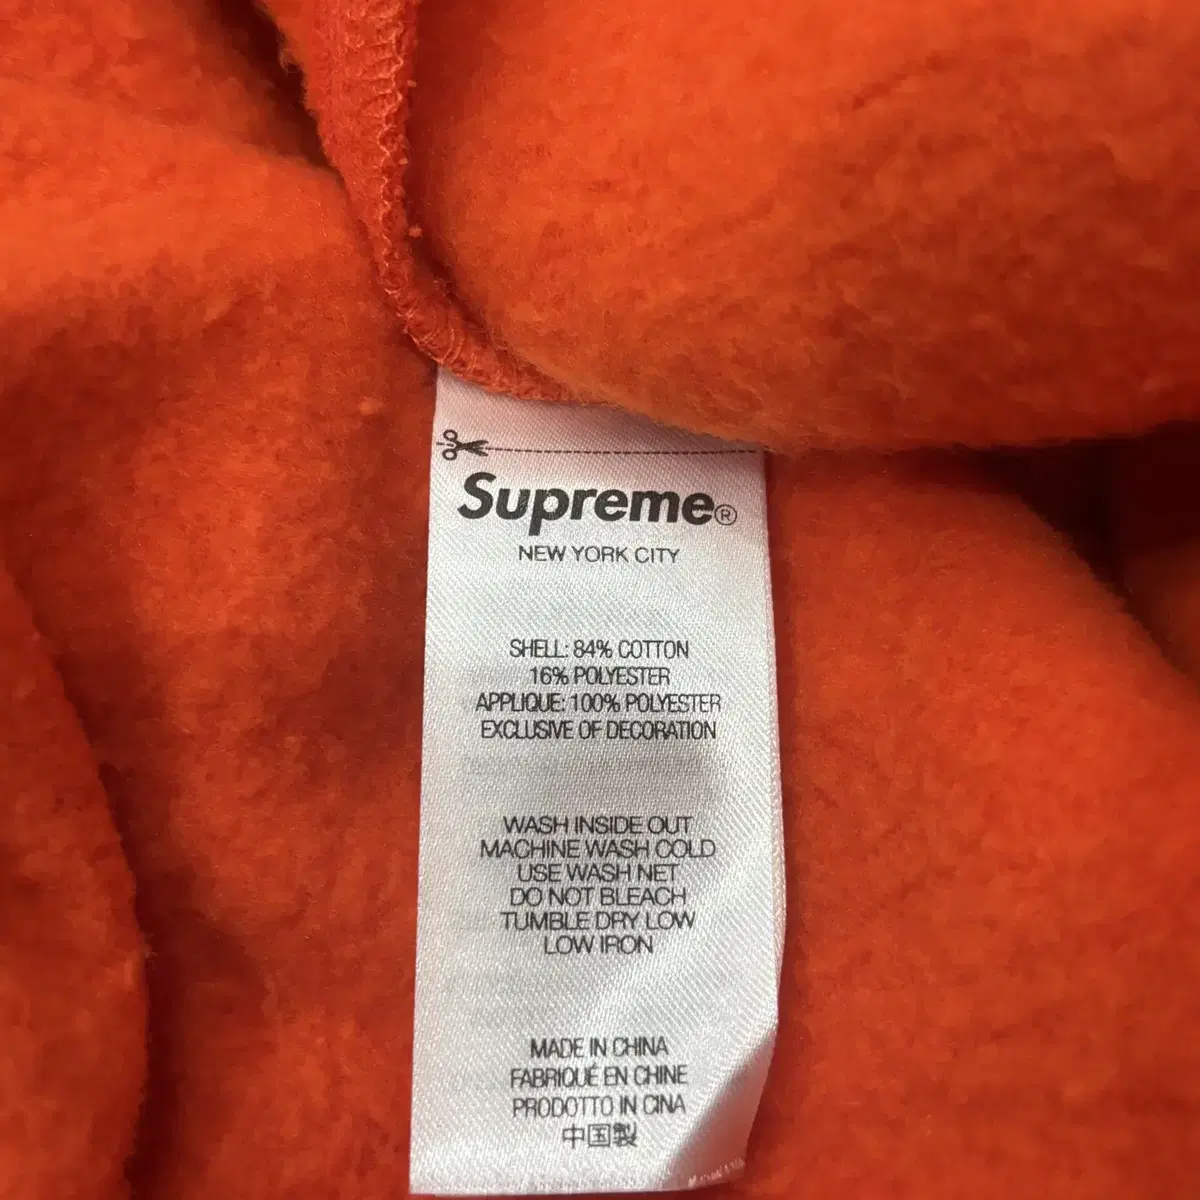 Supreme®
NEW YORK CITY
SHELL: 84% COTTON
16% POLYESTER
APPLIQUE: 100% POLYESTER
EXCLUSIVE OF DECORATION
WASH INSIDE OUT
MACHINE WASH COLD
USE WASH NET
DO NOT BLEACH
TUMBLE DRY LOW
LOW IRON
MADE IN CHINA
FABRIQUÉ EN CHINE
PRODOTTO IN CINA
中国製